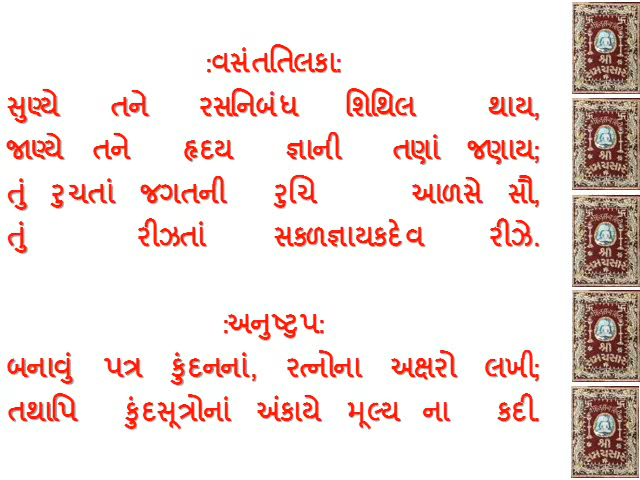 :વસંતતિલકા:
સુણ્યે તને રસનિબંધ શિથિલ થાય,
જાણ્યે તને હૃદય જ્ઞાની તણાં જણાય;
તું રુચતાં જગતની રુચિ આળસે સૌ,
તું રીઝતાં સકળજ્ઞાયકદેવ રીઝે.
:અનુષ્ટુપ:
બનાવું પત્ર કુંદનનાં, રત્નોના અક્ષરો લખી;
તથાપિ કુંદસૂત્રોનાં અંકાયે મૂલ્ય ના કદી.
શ્રી
શ્રી
શ્રી
શ્રી
શ્રી